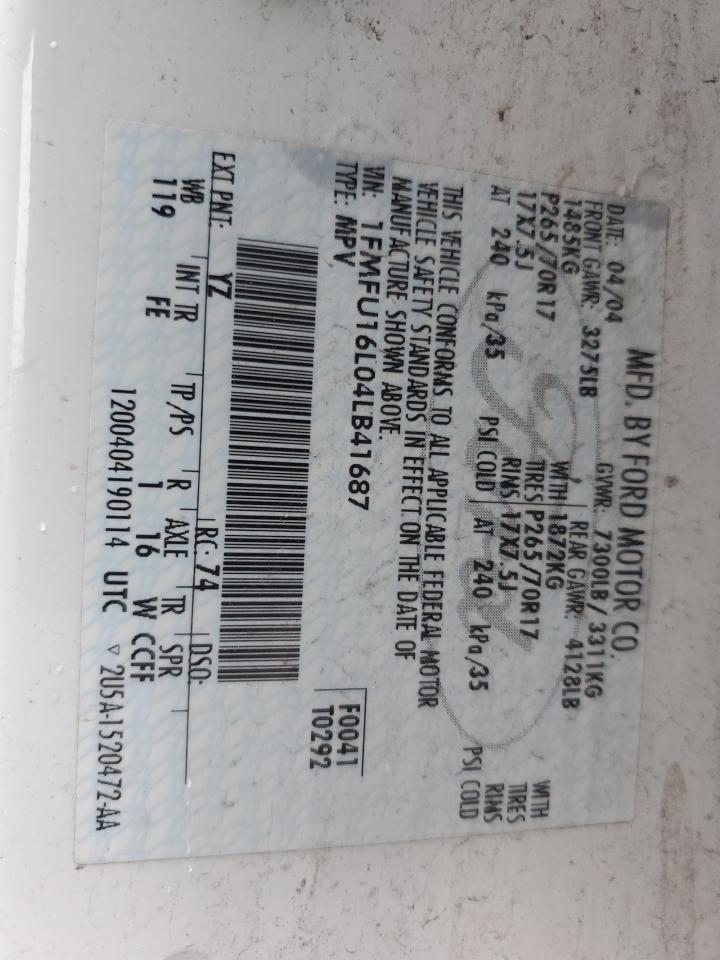 MFD. BY FORD MOTOR CO.
DATE: 04/04 GVWR: 7300LB / 3311KG
FRONT GAWR: 3275LB REAR GAWR: 4128LB
1485KG WITH 1872KG WITH
P265/70R17 TIRES P265/70R17 TIRES
17X7.5J RIMS 17X7.5J RIMS
AT 240 kPa/35 PSI COLD AT 240 kPa/35 PSI COLD
THIS VEHICLE CONFORMS TO ALL APPLICABLE FEDERAL MOTOR
VEHICLE SAFETY STANDARDS IN EFFECT ON THE DATE OF
MANUFACTURE SHOWN ABOVE.
VIN: 1FMFU16L04LB41687 F0041
TYPE: MPV T0292
EXT PNT: YZ RC: 74 DSO:
WB INT TR TP/PS R AXLE TR SPR
119 FE 1 16 W CCFF
1200404190114 UTC ▽ 2U5A-1520472-AA
Ford